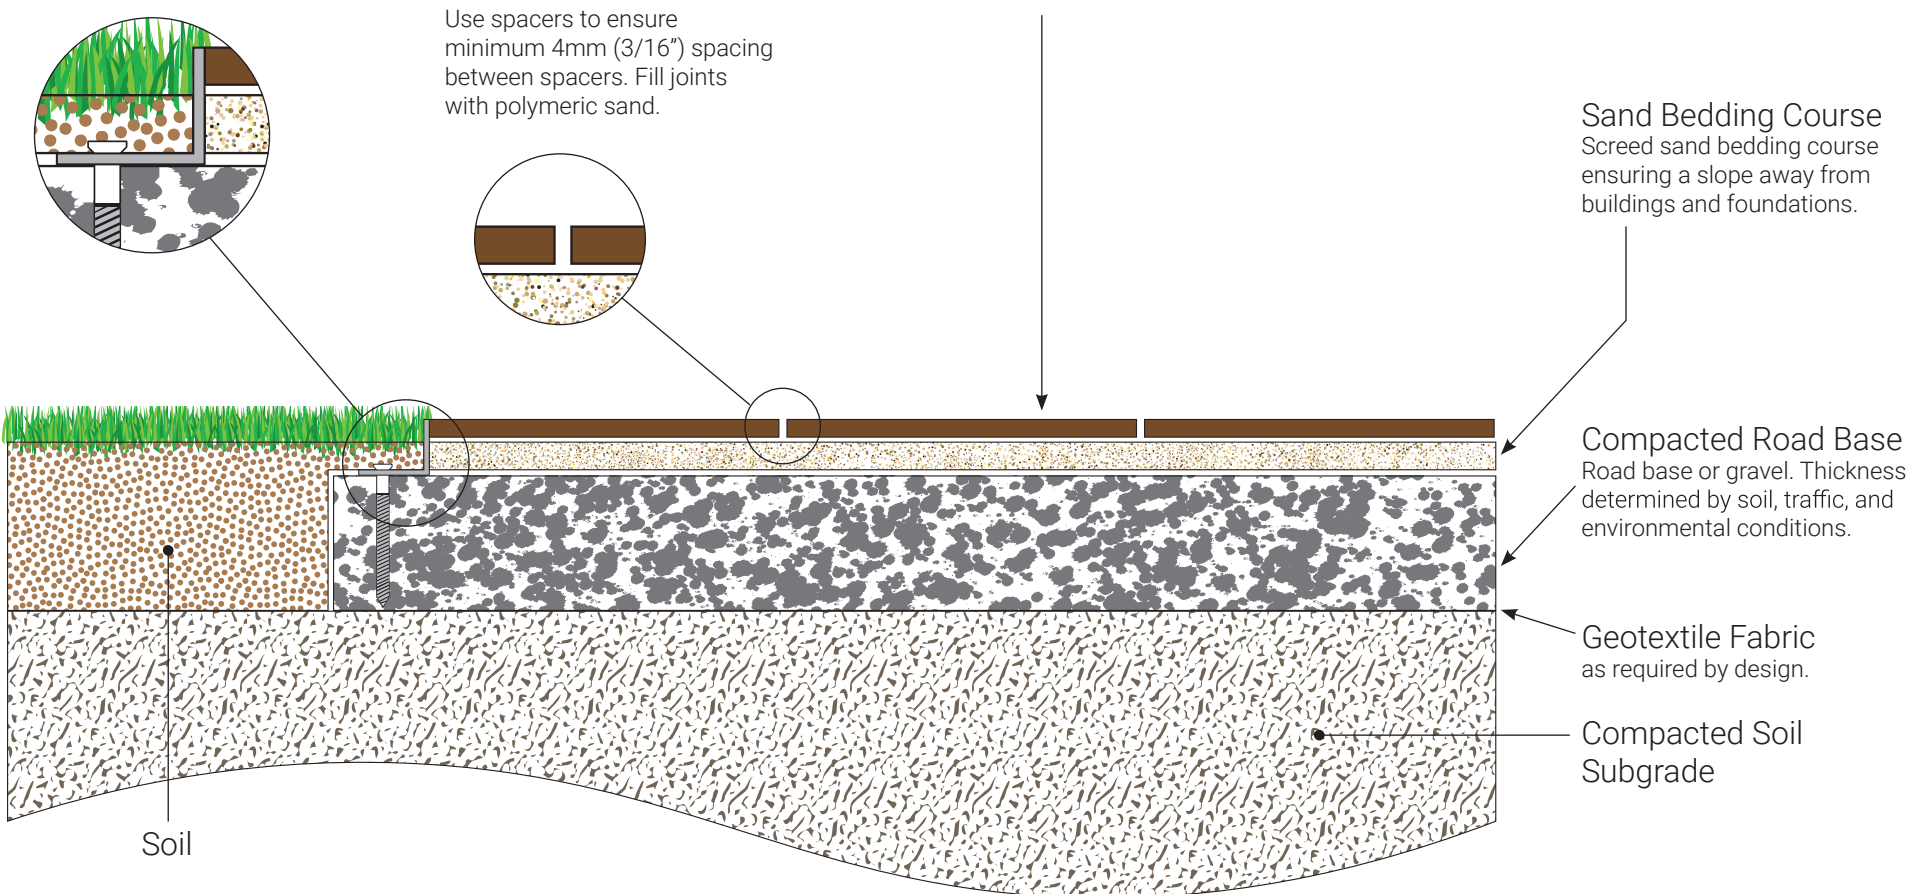 Use spacers to ensure
minimum 4mm (3/16”) spacing
between spacers. Fill joints
with polymeric sand.
Sand Bedding Course
Screed sand bedding course
ensuring a slope away from
buildings and foundations.
Compacted Road Base
Road base or gravel. Thickness
determined by soil, traffic, and
environmental conditions.
Geotextile Fabric
as required by design.
Compacted Soil
Subgrade
Soil